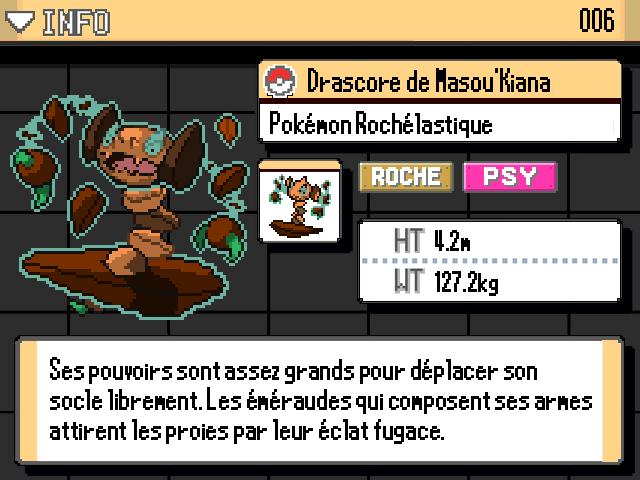 INFO
006
Drascore de Masou'Kiana
Pokémon Rochélastique
ROCHE PSY
HT 4.2m
WT 127.2kg
Ses pouvoirs sont assez grands pour déplacer son
socle librement. Les émeraudes qui composent ses armes
attirent les proies par leur éclat fugace.